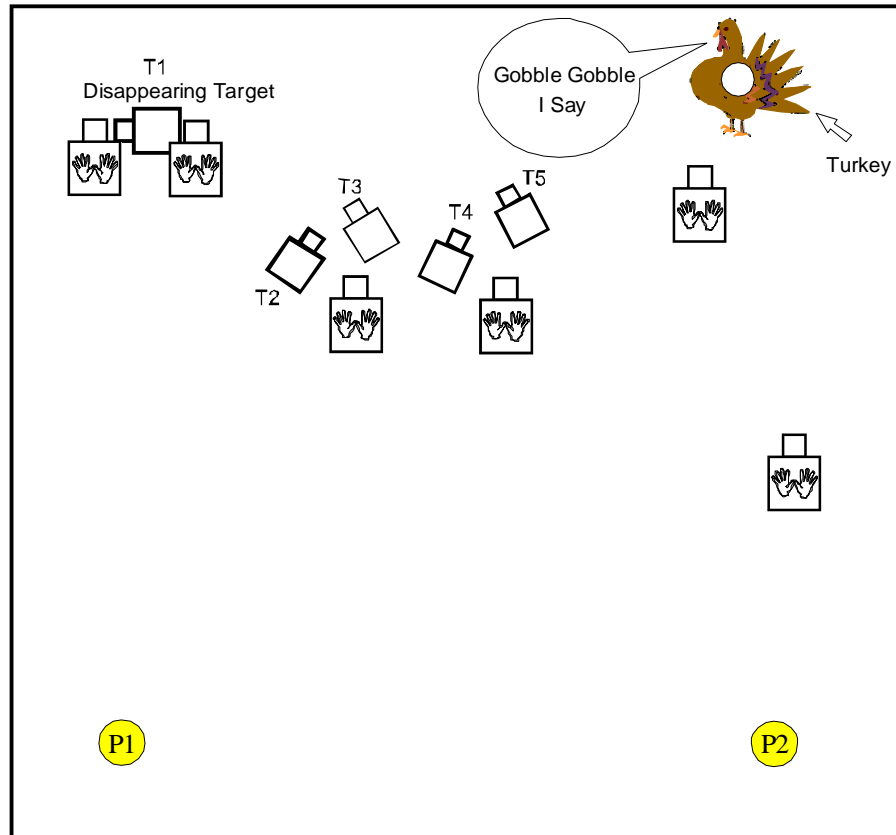 T1
Disappearing Target
Gobble Gobble
I Say
Turkey
T3
T5
T4
T2
P1
P2